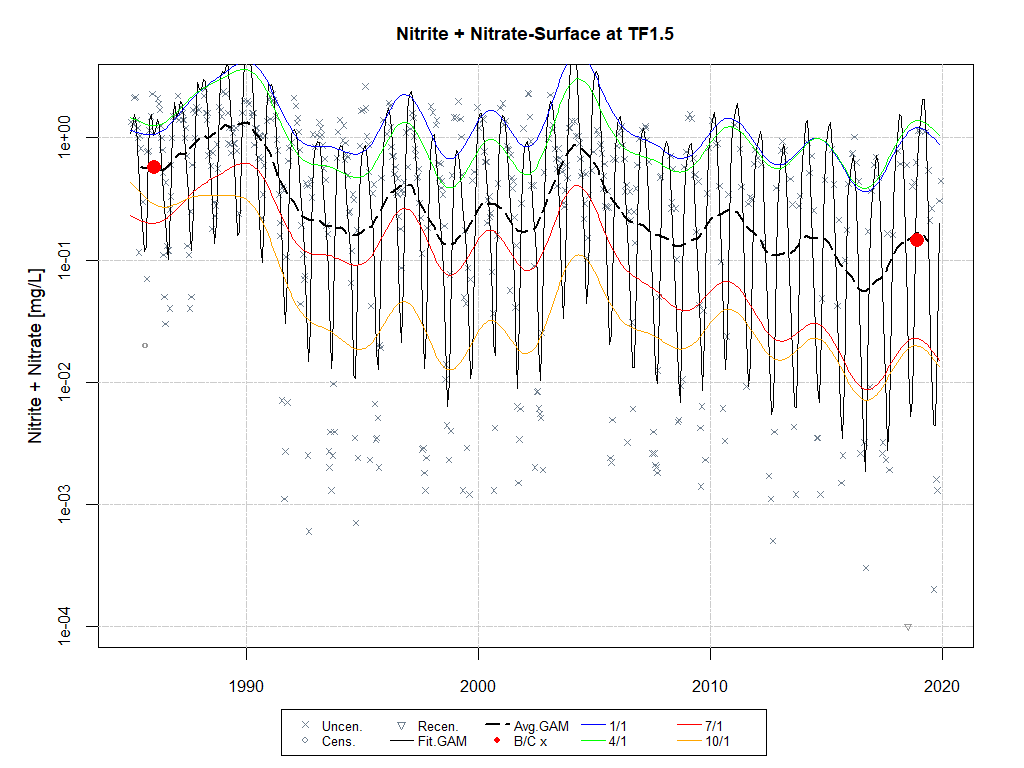 Nitrite + Nitrate-Surface at TF1.5
Nitrite + Nitrate [mg/L]
1e+00
1e-01
1e-02
1e-03
1e-04
1990 2000 2010 2020
Uncen. Recen. Avg.GAM 1/1 7/1
Cens. Fit.GAM B/C x 4/1 10/1